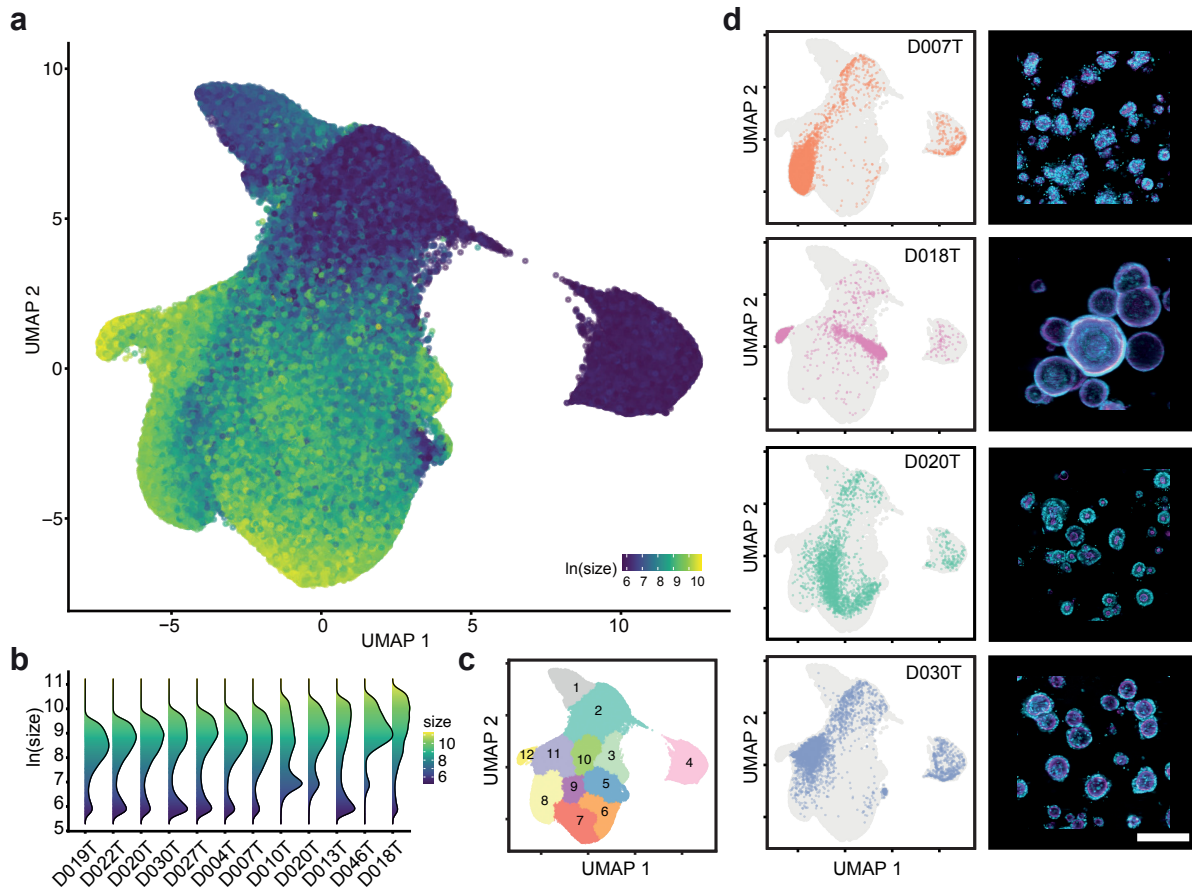 a
10
5
0
−5
UMAP 2
−5
0
5
10
UMAP 1
ln(size)
6 7 8 9 10
b
11
10
9
8
7
6
5
ln(size)
size
10
8
6
D019T
D022T
D020T
D030T
D027T
D004T
D007T
D010T
D020T
D013T
D046T
D018T
c
UMAP 2
1
2
12
11
10
3
4
9
5
8
6
7
UMAP 1
d
D007T
UMAP 2
D018T
UMAP 2
D020T
UMAP 2
D030T
UMAP 2
UMAP 1